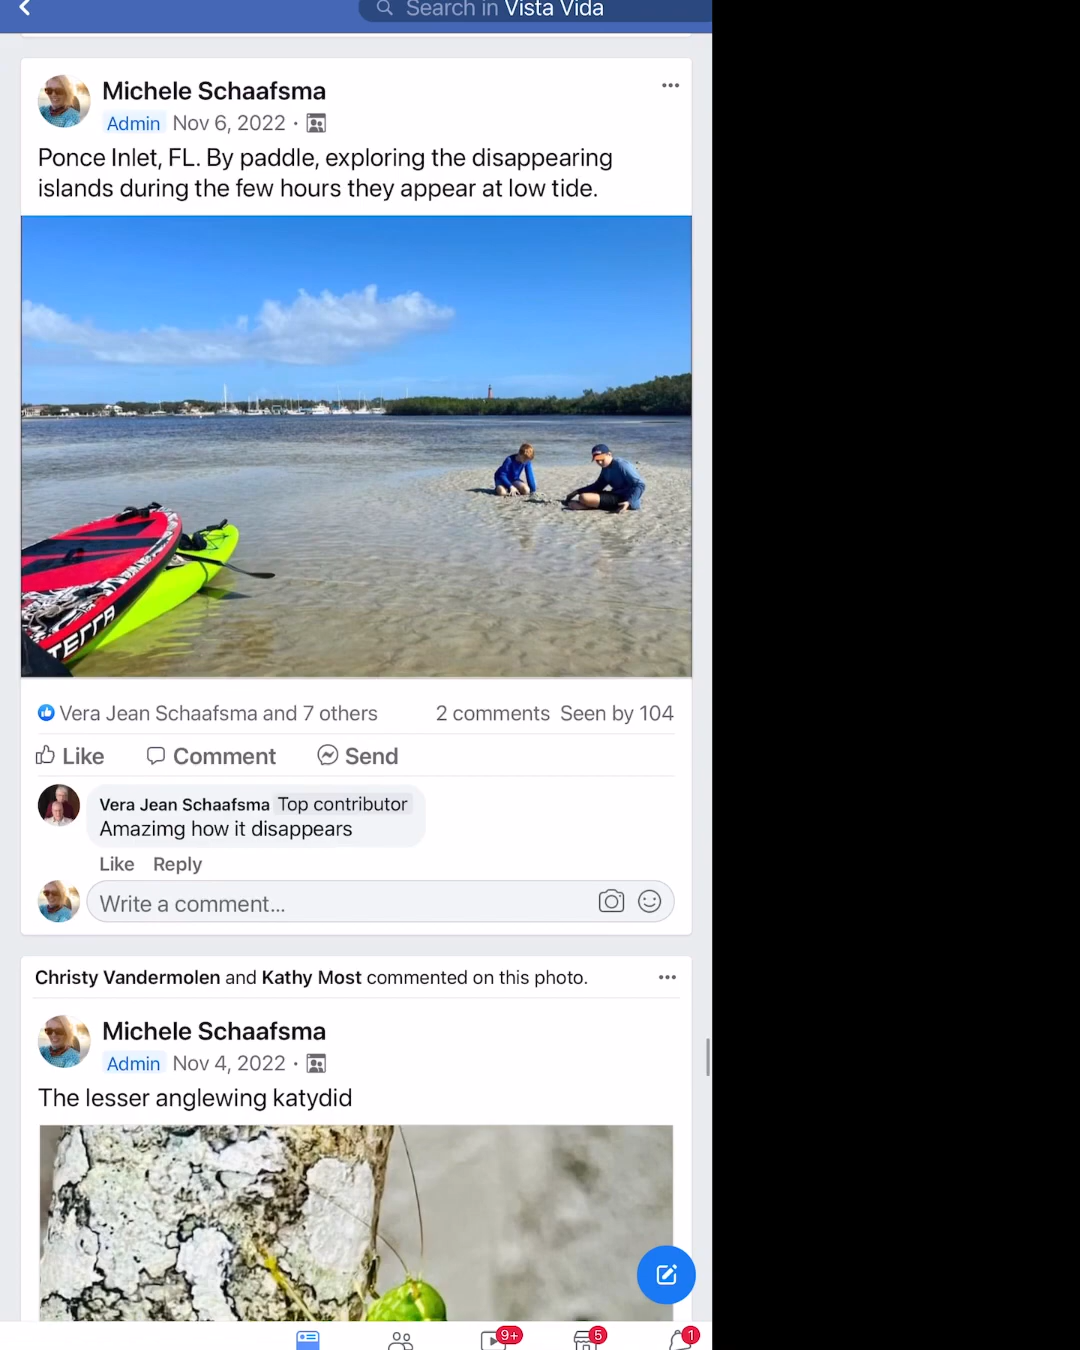 Search in Vista Vida
Michele Schaafsma
Admin Nov 6, 2022 ·
Ponce Inlet, FL. By paddle, exploring the disappearing
islands during the few hours they appear at low tide.
TERRA
Vera Jean Schaafsma and 7 others 2 comments Seen by 104
Like Comment Send
Vera Jean Schaafsma Top contributor
Amazimg how it disappears
Like Reply
Write a comment...
Christy Vandermolen and Kathy Most commented on this photo.
Michele Schaafsma
Admin Nov 4, 2022 ·
The lesser anglewing katydid
9+ 5 1